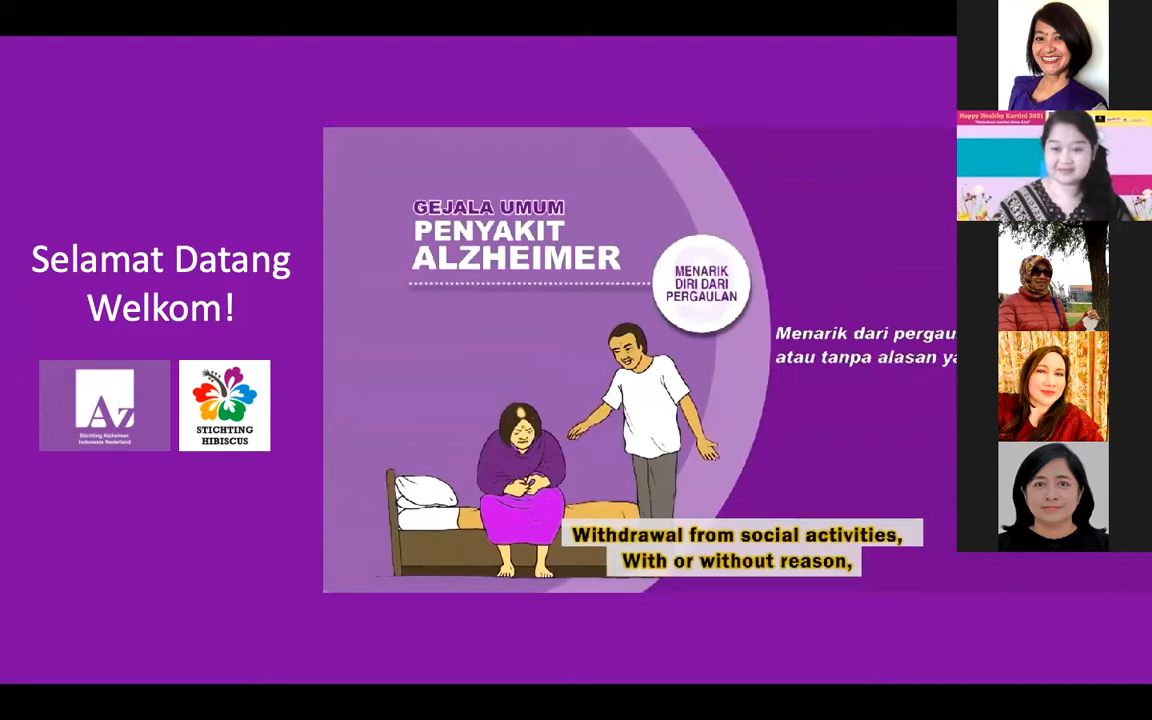 Selamat Datang
Welkom!
Az
Stichting Alzheimer
Indonesia Nederland
STICHTING
HIBISCUS
GEJALA UMUM
PENYAKIT
ALZHEIMER
MENARIK
DIRI DARI
PERGAULAN
Menarik dari pergau
atau tanpa alasan ya
Withdrawal from social activities,
With or without reason,
Happy Healthy Kartini 2021